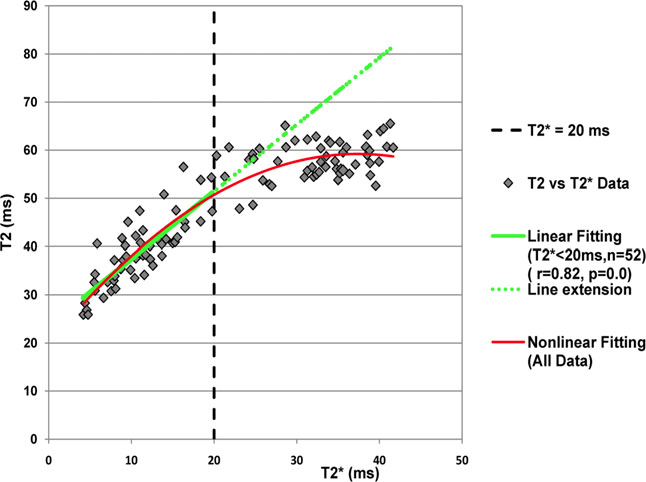 90
80
70
60
50
40
30
20
10
0
T2 (ms)
0 10 20 30 40 50
T2* (ms)
T2* = 20 ms
T2 vs T2* Data
Linear Fitting
(T2*<20ms,n=52)
( r=0.82, p=0.0)
Line extension
Nonlinear Fitting
(All Data)